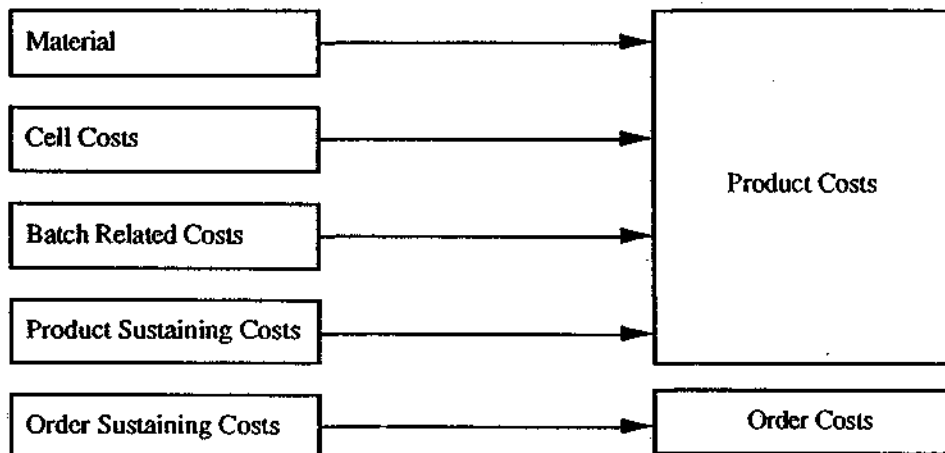 Material
Cell Costs
Product Costs
Batch Related Costs
Product Sustaining Costs
Order Sustaining Costs
Order Costs